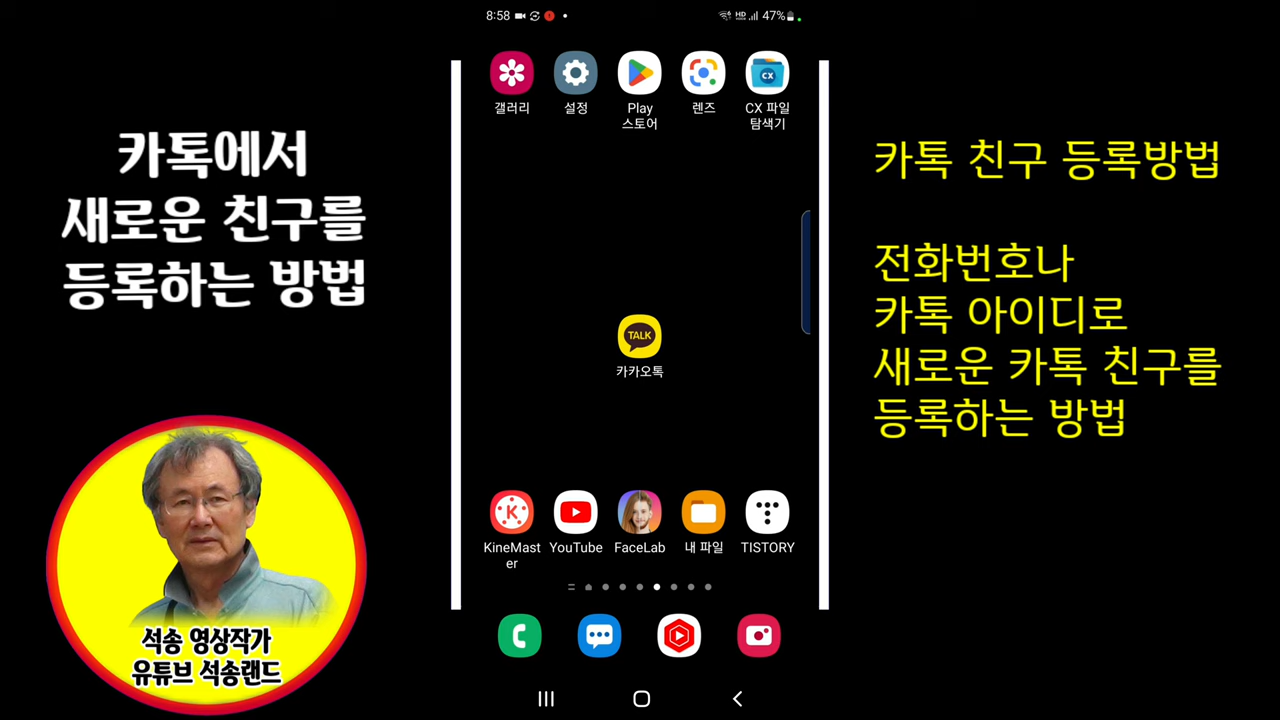 카톡에서
새로운 친구를
등록하는 방법
석송 영상작가
유튜브 석송랜드
8:58
HD
47%
갤러리
설정
Play
스토어
렌즈
CX
CX 파일
탐색기
TALK
카카오톡
K
KineMast
er
YouTube
FaceLab
내 파일
TISTORY
카톡 친구 등록방법
전화번호나
카톡 아이디로
새로운 카톡 친구를
등록하는 방법